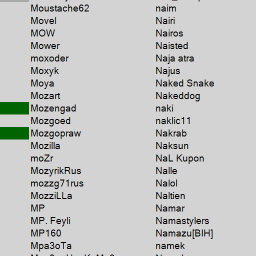 Moustache62 naim
Movel Nairi
MOW Nairos
Mower Naisted
moxoder Naja atra
Moxyk Najus
Moya Naked Snake
Mozart Nakeddog
Mozengad naki
Mozgoed naklic11
Mozgopraw Nakrab
Mozilla Naksun
moZr NaL Kupon
MozyrikRus Nalle
mozzg71rus Nalol
MozziLLa Naltien
MP Namar
MP. Feyli Namastylers
MP160 Namazu[BIH]
Mpa3oTa namek